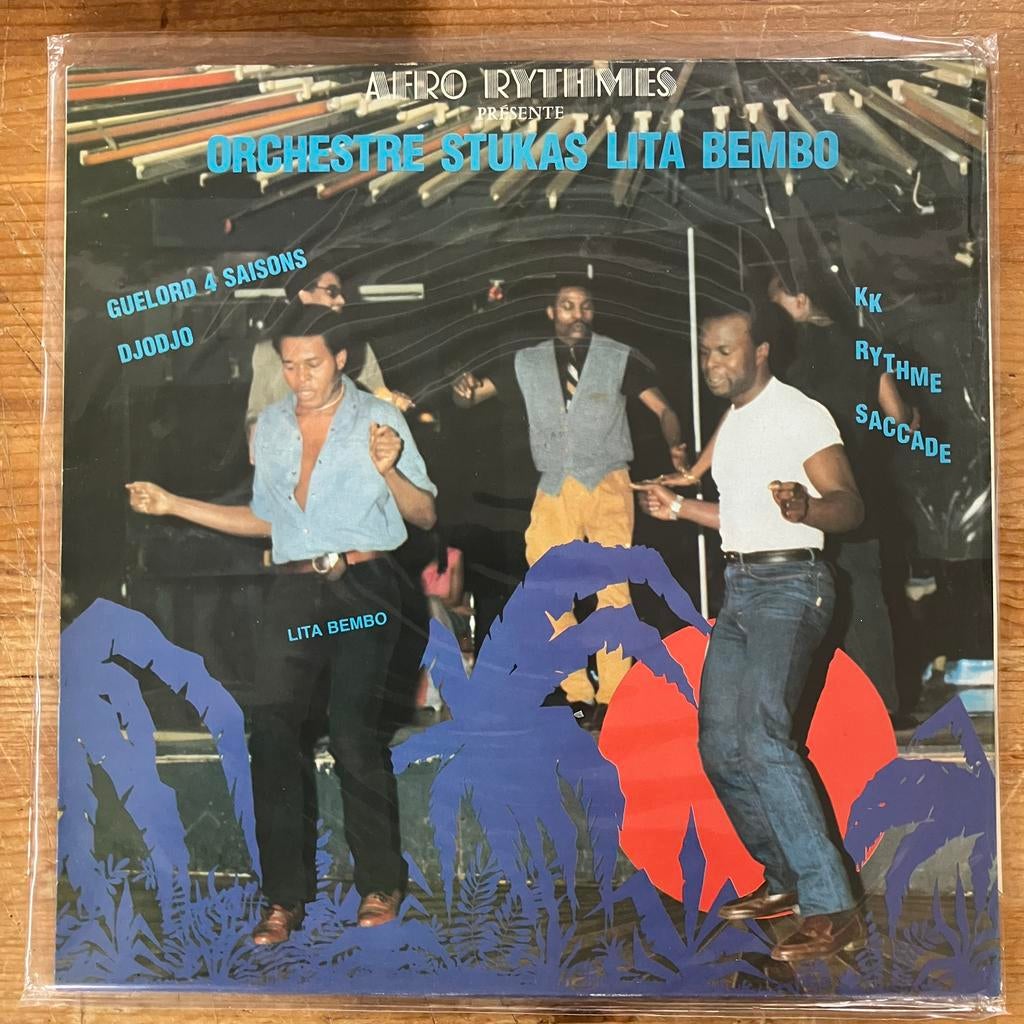 AFRO RYTHMES
PRÉSENTE
ORCHESTRE STUKAS LITA BEMBO
GUELORD 4 SAISONS
DJODJO
KK
RYTHME
SACCADE
LITA BEMBO